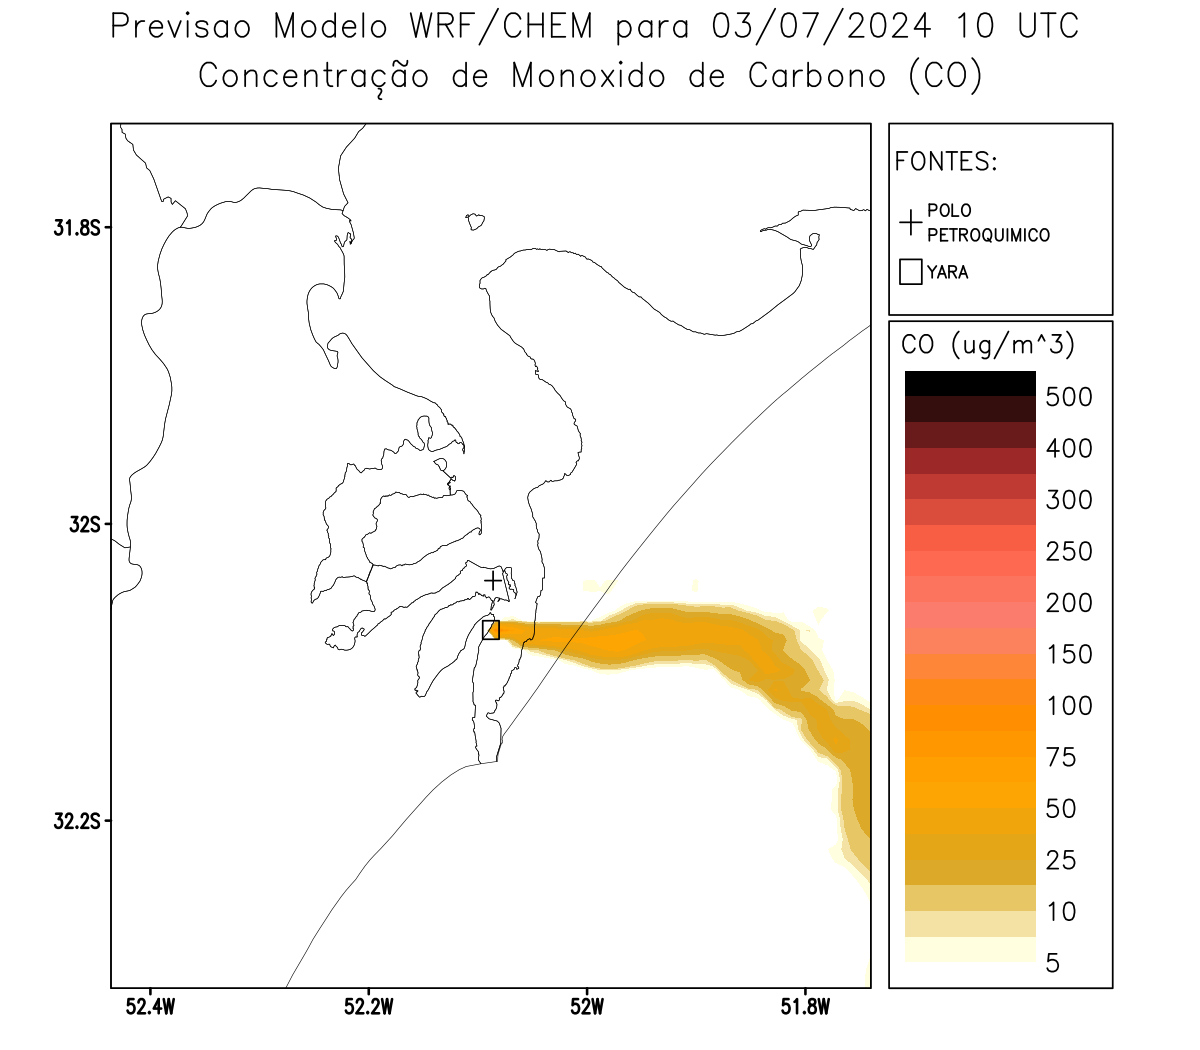 Previsao Modelo WRF/CHEM para 03/07/2024 10 UTC
Concentração de Monoxido de Carbono (CO)
FONTES:
POLO
PETROQUIMICO
YARA
CO (ug/m^3)
500
400
300
250
200
150
100
75
50
25
10
5
31.8S
32S
32.2S
52.4W
52.2W
52W
51.8W